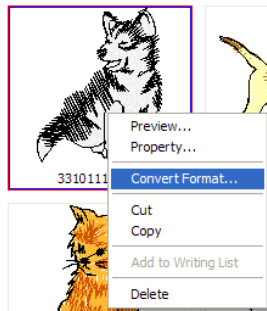 3310111
Preview...
Property...
Convert Format...
Cut
Copy
Add to Writing List
Delete